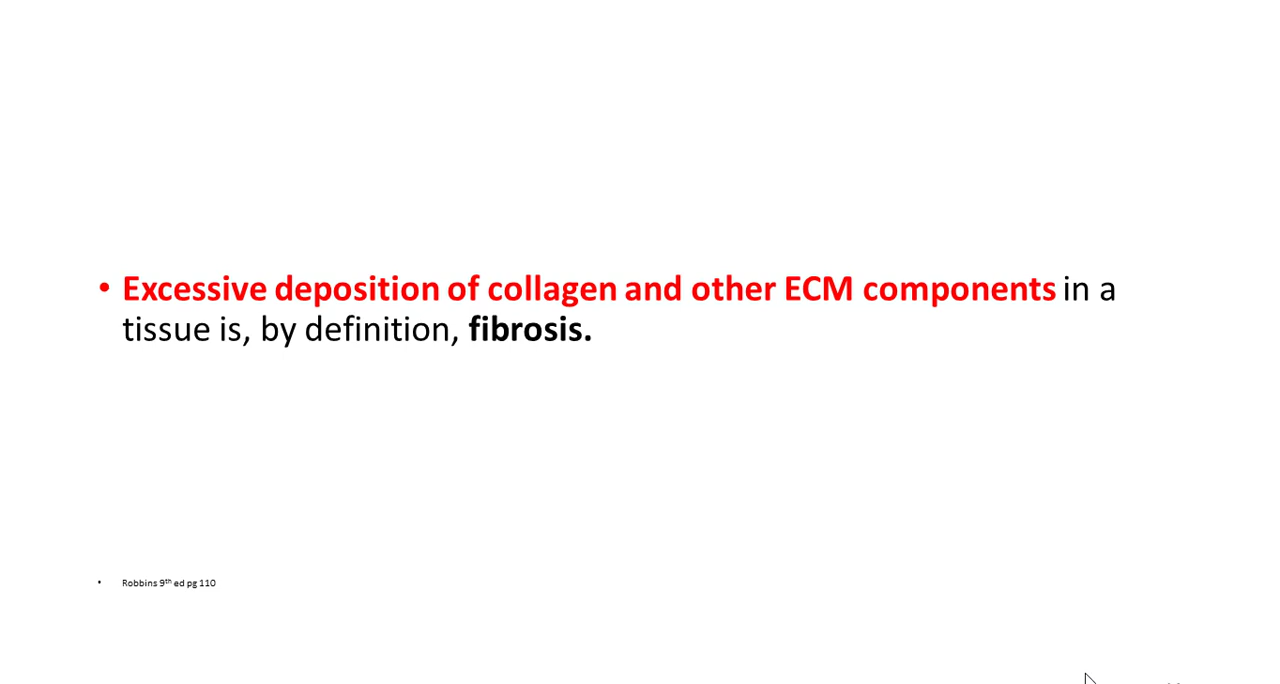 • Excessive deposition of collagen and other ECM components in a
tissue is, by definition, fibrosis.
• Robbins 9th ed pg 110